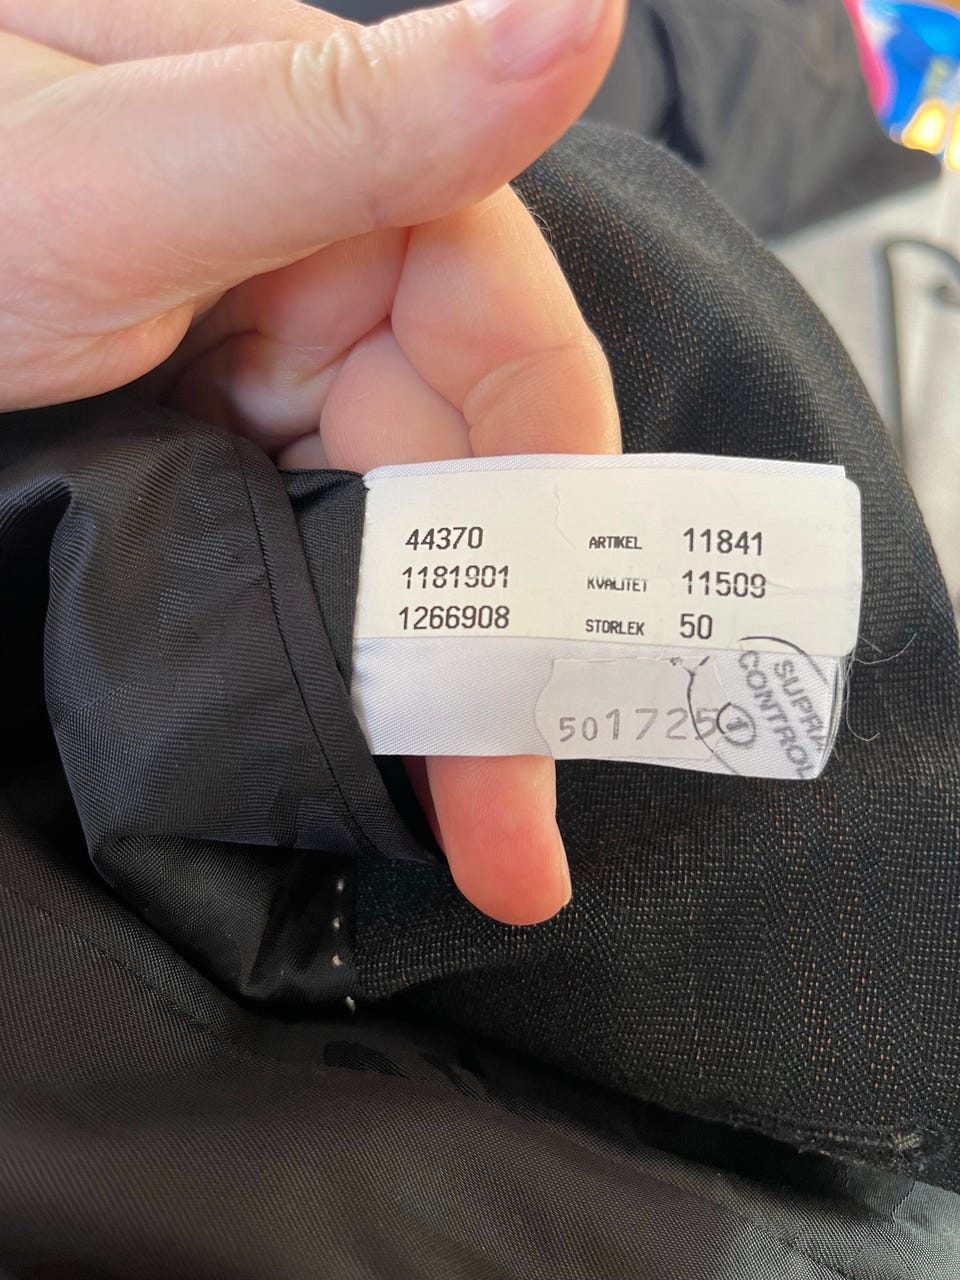 44370 ARTIKEL 11841
1181901 KVALITET 11509
1266908 STORLEK 50
501725
1
CONTROL